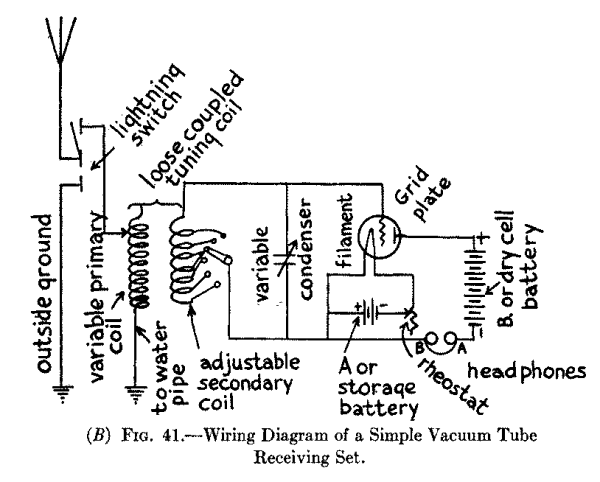 lightning
switch
loose coupled
tuning coil
outside ground
variable primary
coil
to water
pipe
adjustable
secondary
coil
variable
condenser
filament
Grid
plate
+
B. or dry cell
battery
-
+ -
A or
storage
battery
rheostat
B A
head phones
(B) FIG. 41.—Wiring Diagram of a Simple Vacuum Tube
Receiving Set.